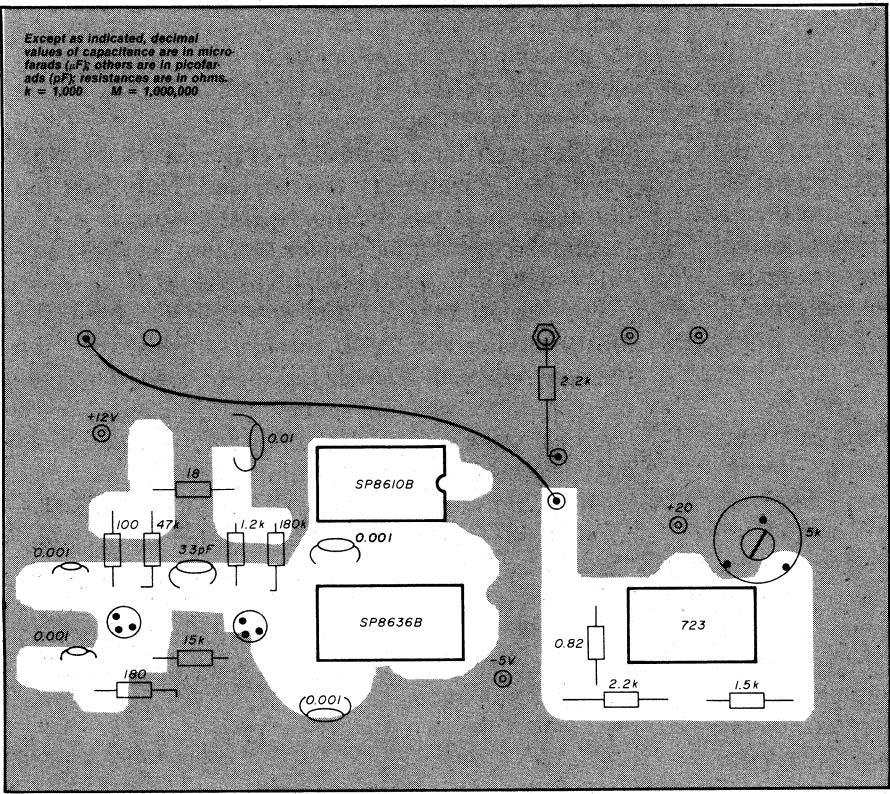 Except as indicated, decimal
values of capacitance are in micro-
farads (µF); others are in picofar-
ads (pF); resistances are in ohms.
k = 1,000 M = 1,000,000
2.2k
+12V
0.01
18
SP8610B
100
47k
1.2k
180k
+20
5k
0.001
33pF
0.001
SP8636B
723
0.001
15k
0.82
-5V
180
0.001
2.2k
1.5k